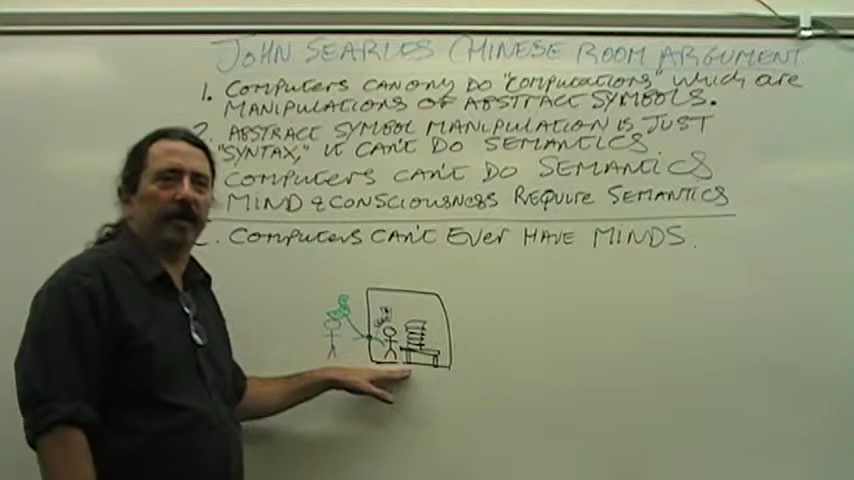 JOHN SEARLES CHINESE ROOM ARGUMENT
1. COMPUTERS CAN ONY DO "COMPUTATIONS" WHICH ARE
MANIPULATIONS OF ABSTRACT SYMBOLS.
2. ABSTRACT SYMBOL MANIPULATION IS JUST
"SYNTAX," IT CAN'T DO SEMANTICS.
COMPUTERS CAN'T DO SEMANTICS
MIND & CONSCIOUSNESS REQUIRE SEMANTICS
C. COMPUTERS CAN'T EVER HAVE MINDS.